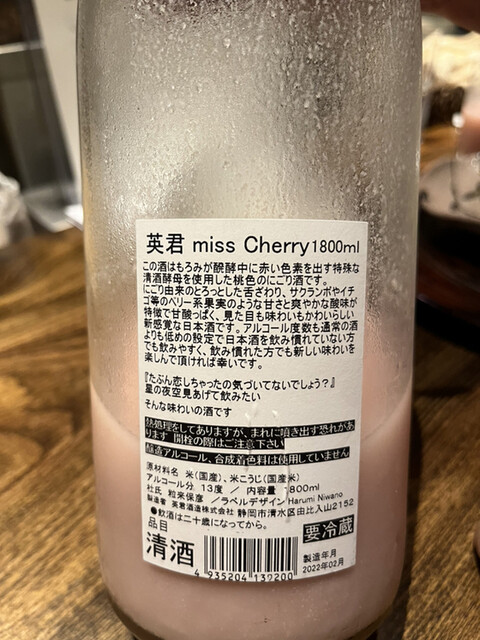 英君 miss Cherry1800ml
この酒はもろみが醗酵中に赤い色素を出す特殊な
清酒酵母を使用した桃色のにごり酒です。
にごり由来のとろっとした舌ざわり、サクランボやイチ
ゴ等のベリー系果実のような甘さと爽やかな酸味が
特徴で甘酸っぱく、見た目も味わいもかわいらしい
新感覚な日本酒です。アルコール度数も通常の酒
よりも低めの設定で日本酒を飲み慣れていない方
でも飲みやすく、飲み慣れた方でも新しい味わいを
楽しんで頂ければ幸いです。
『たぶん恋しちゃったの気づいてないでしょう？』
星の夜空見あげて飲みたい
そんな味わいの酒です
熱処理をしてありますが、まれに噴き出す恐れがあ
ります 開栓の際はご注意下さい
醸造アルコール、合成着色料は使用していません
原材料名 米(国産)、米こうじ(国産米)
アルコール分 13度 ／ 内容量 1800ml
杜氏 粒来保彦 ／ラベルデザイン Harumi Niwano
製造者 英君酒造株式会社 静岡市清水区由比入山2152
●飲酒は二十歳になってから。
品目
清酒
要冷蔵
製造年月
2022年02月
4 935204 132200